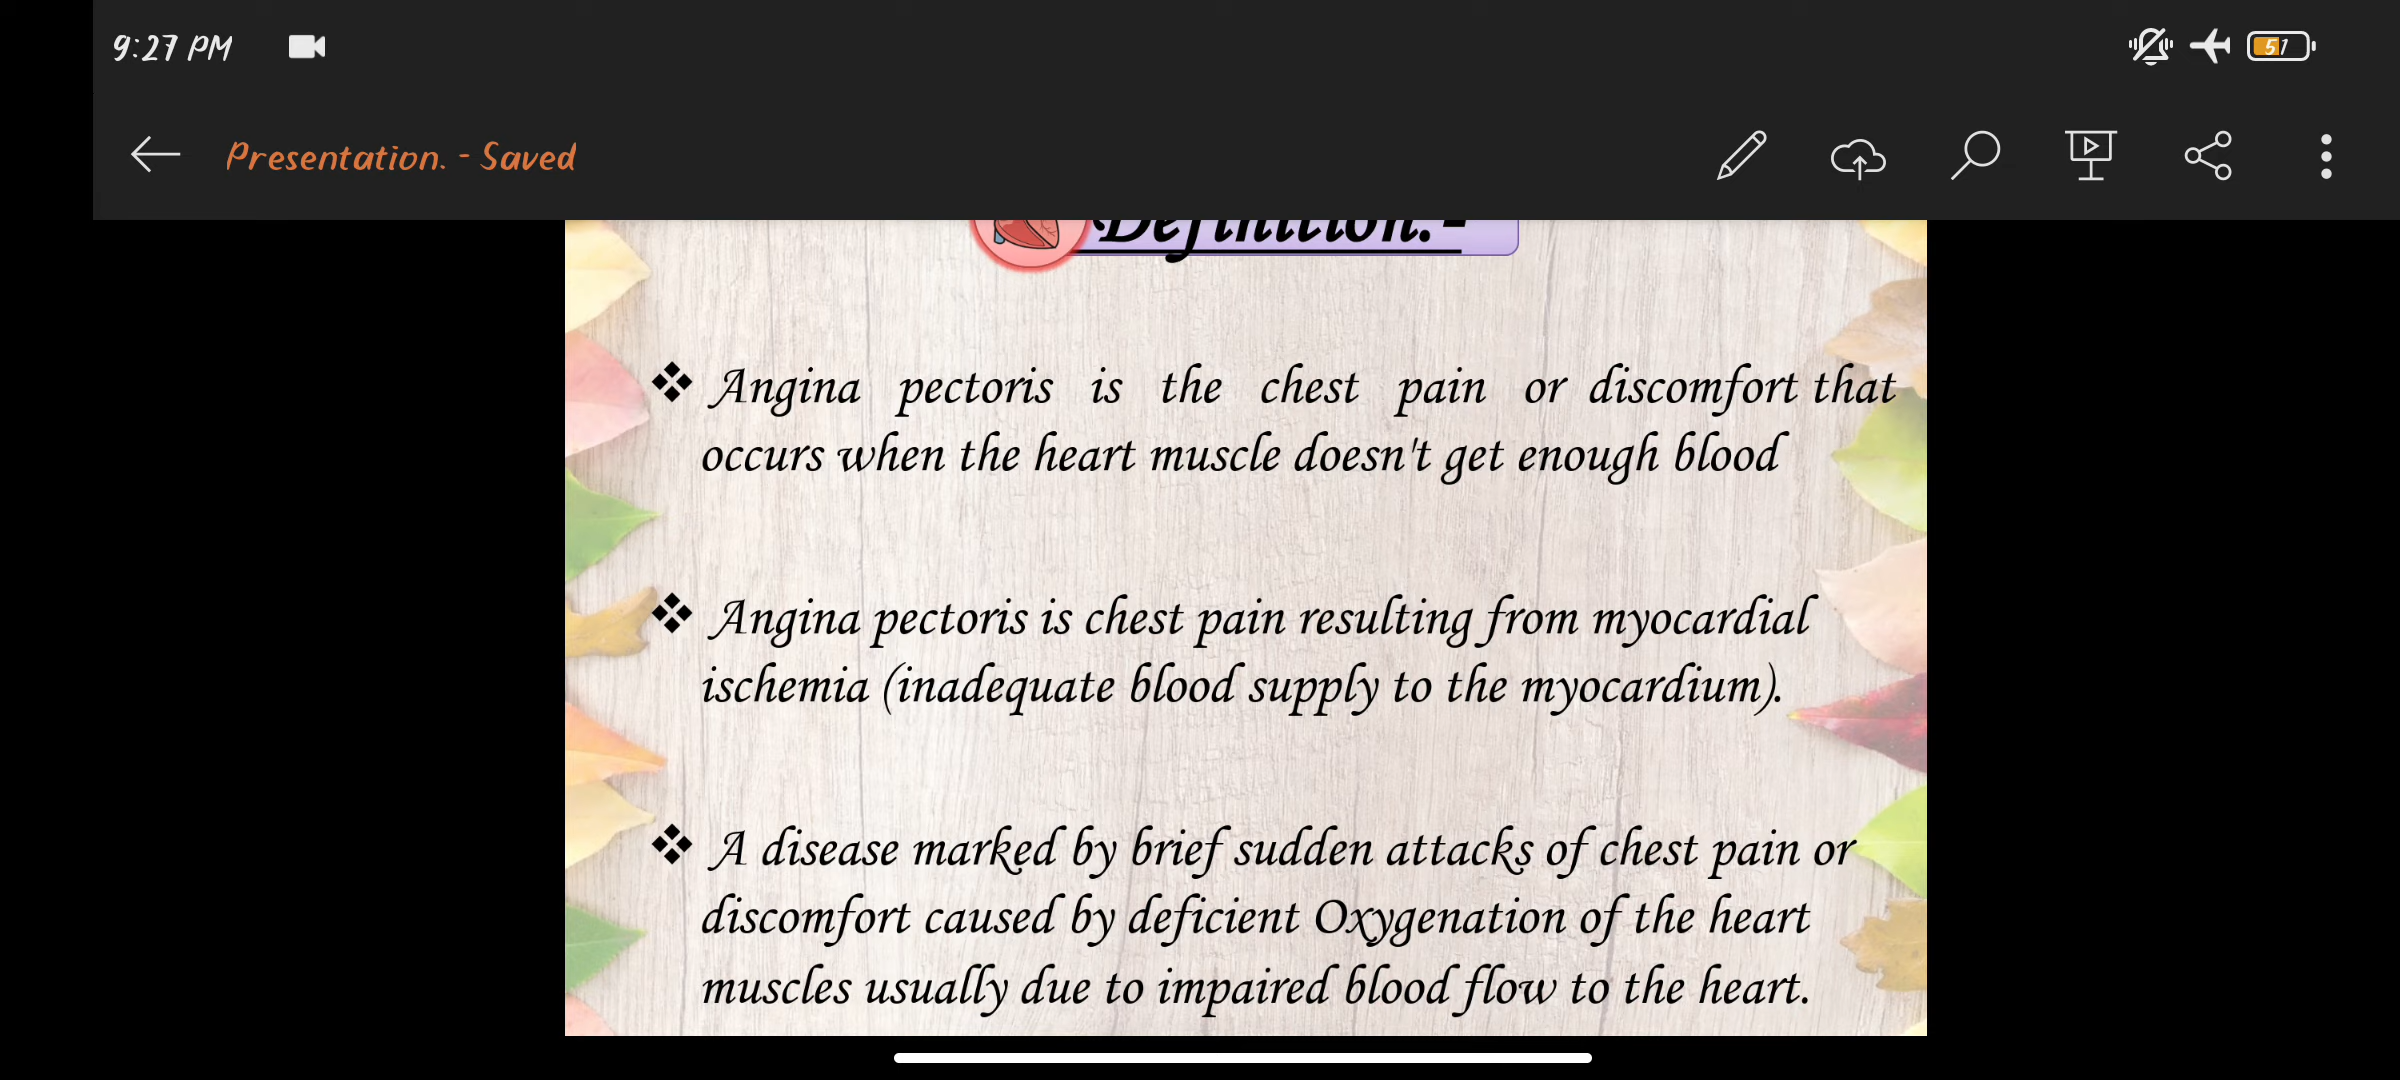 9:27 PM
51
Presentation. - Saved
Definition.-
❖ Angina pectoris is the chest pain or discomfort that
occurs when the heart muscle doesn't get enough blood
❖ Angina pectoris is chest pain resulting from myocardial
ischemia (inadequate blood supply to the myocardium).
❖ A disease marked by brief sudden attacks of chest pain or
discomfort caused by deficient Oxygenation of the heart
muscles usually due to impaired blood flow to the heart.